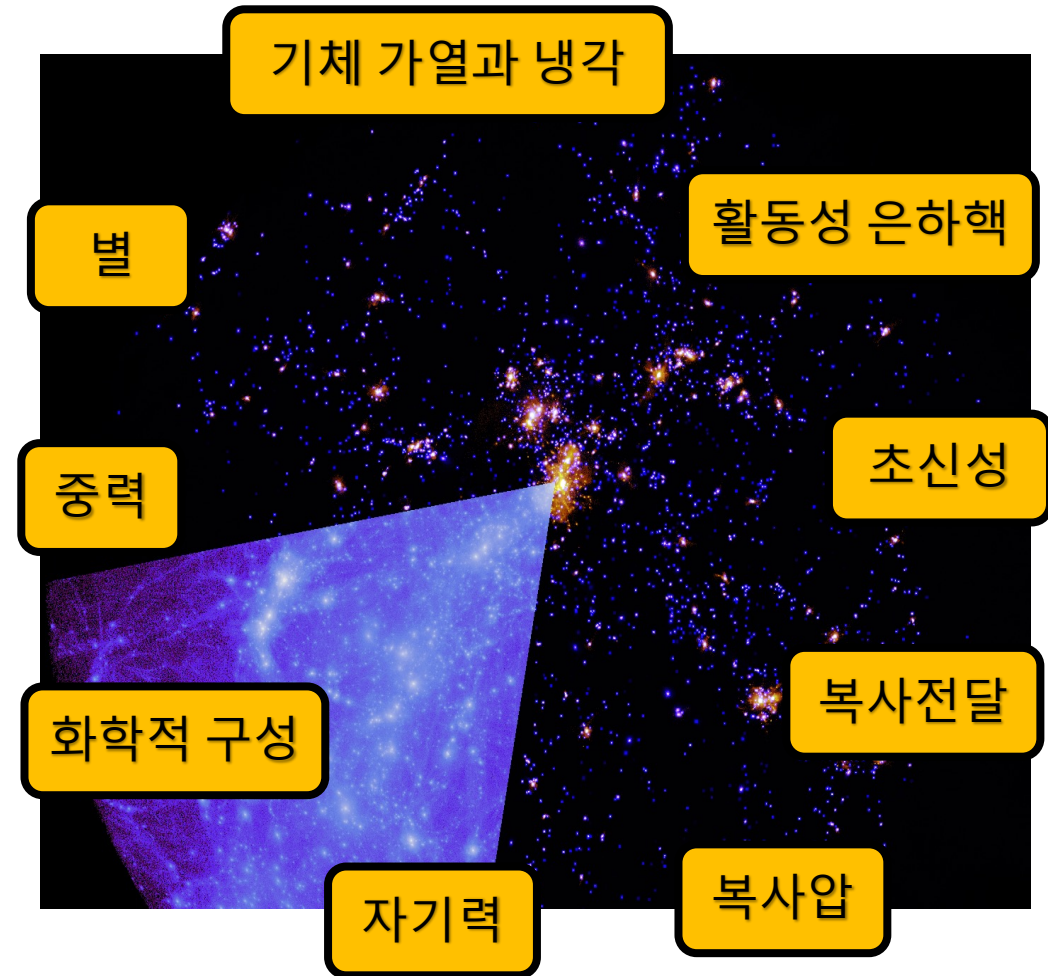 기체 가열과 냉각
활동성 은하핵
별
초신성
중력
복사전달
화학적 구성
복사압
자기력